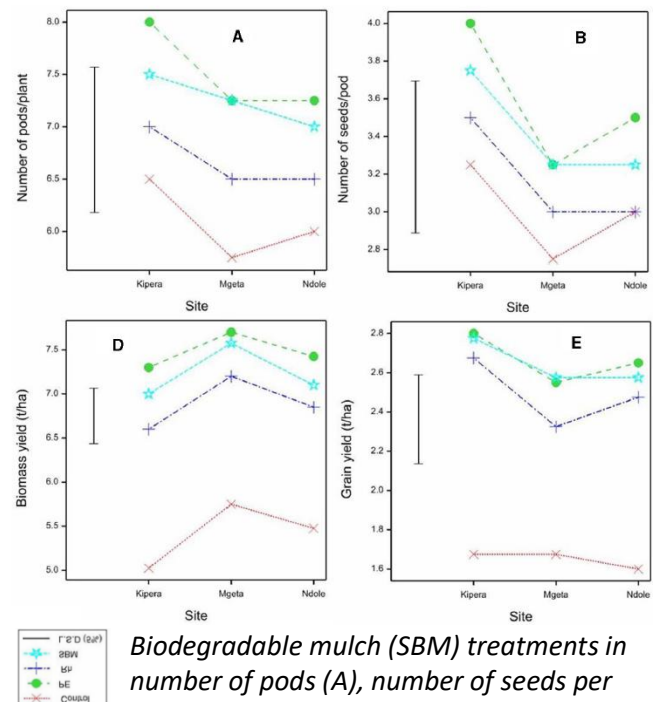 A
Number of pods/plant
8.0
7.5
7.0
6.5
6.0
Kipera Mgeta Ndole
Site
B
Number of seeds/pod
4.0
3.8
3.6
3.4
3.2
3.0
2.8
Kipera Mgeta Ndole
Site
D
Biomass yield (t/ha)
7.5
7.0
6.5
6.0
5.5
5.0
Kipera Mgeta Ndole
Site
E
Grain yield (t/ha)
2.8
2.6
2.4
2.2
2.0
1.8
1.6
Kipera Mgeta Ndole
Site
L.S.D (5%)
SBM
Rh
PE
Control
Biodegradable mulch (SBM) treatments in
number of pods (A), number of seeds per